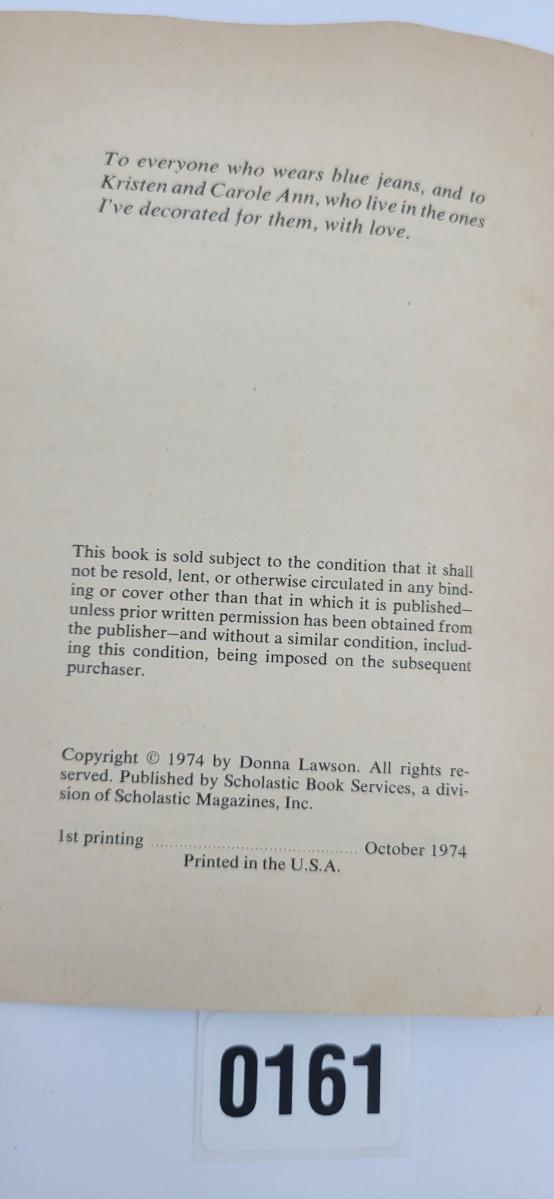 To everyone who wears blue jeans, and to
Kristen and Carole Ann, who live in the ones
I've decorated for them, with love.
This book is sold subject to the condition that it shall
not be resold, lent, or otherwise circulated in any bind-
ing or cover other than that in which it is published—
unless prior written permission has been obtained from
the publisher—and without a similar condition, includ-
ing this condition, being imposed on the subsequent
purchaser.
Copyright © 1974 by Donna Lawson. All rights re-
served. Published by Scholastic Book Services, a divi-
sion of Scholastic Magazines, Inc.
1st printing ............................................ October 1974
Printed in the U.S.A.
0161